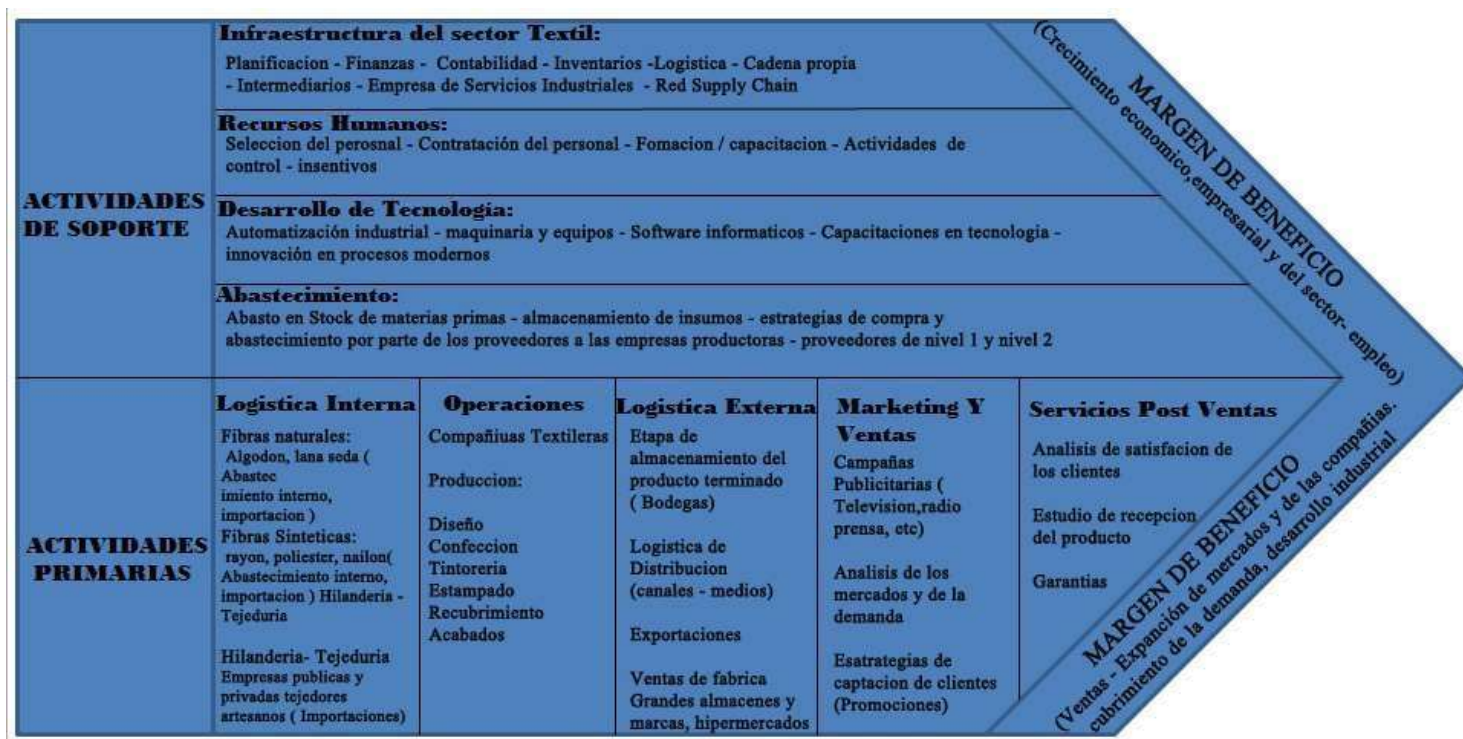 Infraestructura del sector Textil:
Planificacion - Finanzas - Contabilidad - Inventarios -Logistica - Cadena propia
- Intermediarios - Empresa de Servicios Industriales - Red Supply Chain
Recursos Humanos:
Seleccion del perosnal - Contratación del personal - Fomacion / capacitacion - Actividades de
control - insentivos
ACTIVIDADES
DE SOPORTE
Desarrollo de Tecnología:
Automatización industrial - maquinaria y equipos - Software informaticos - Capacitaciones en tecnologia -
innovación en procesos modernos
Abastecimiento:
Abasto en Stock de materias primas - almacenamiento de insumos - estrategias de compra y
abastecimiento por parte de los proveedores a las empresas productoras - proveedores de nivel 1 y nivel 2
MARGEN DE BENEFICIO
(Crecimiento economico,empresarial y del sector- empleo)
ACTIVIDADES
PRIMARIAS
Logistica Interna
Fibras naturales:
Algodon, lana seda (
Abastec
imiento interno,
importacion )
Fibras Sinteticas:
rayon, poliester, nailon(
Abastecimiento interno,
importacion ) Hilanderia -
Tejeduria
Hilanderia- Tejeduria
Empresas publicas y
privadas tejedores
artesanos ( Importaciones)
Operaciones
Compañiuas Textileras
Produccion:
Diseño
Confeccion
Tintoreria
Estampado
Recubrimiento
Acabados
Logistica Externa
Etapa de
almacenamiento del
producto terminado
( Bodegas)
Logistica de
Distribucion
(canales - medios)
Exportaciones
Ventas de fabrica
Grandes almacenes y
marcas, hipermercados
Marketing Y
Ventas
Campañas
Publicitarias (
Television,radio
prensa, etc)
Analisis de los
mercados y de la
demanda
Esatrategias de
captacion de clientes
(Promociones)
Servicios Post Ventas
Analisis de satisfacion de
los clientes
Estudio de recepcion
del producto
Garantias
MARGEN DE BENEFICIO
(Ventas - Expanción de mercados y de las compañias.
cubrimiento de la demanda, desarrollo industrial